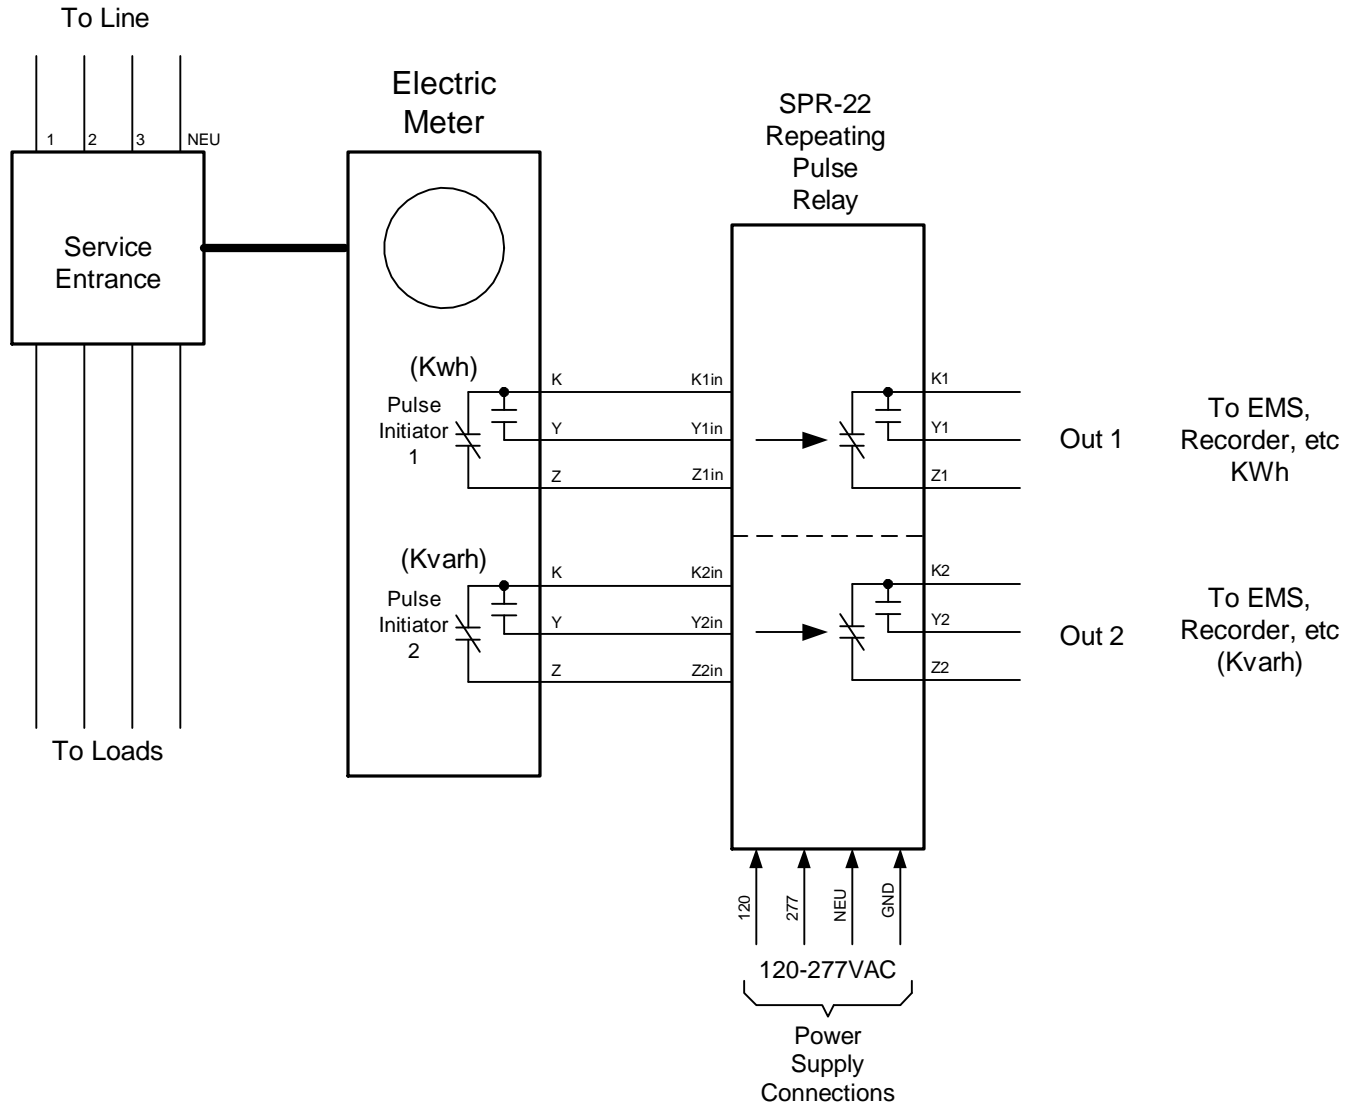 To Line
1
2
3
NEU
Service
Entrance
To Loads
Electric
Meter
(Kwh)
Pulse
Initiator
1
K
Y
Z
(Kvarh)
Pulse
Initiator
2
K
Y
Z
SPR-22
Repeating
Pulse
Relay
K1in
Y1in
Z1in
K2in
Y2in
Z2in
K1
Y1
Z1
Out 1
To EMS,
Recorder, etc
KWh
K2
Y2
Z2
Out 2
To EMS,
Recorder, etc
(Kvarh)
120
277
NEU
GND
120-277VAC
Power
Supply
Connections